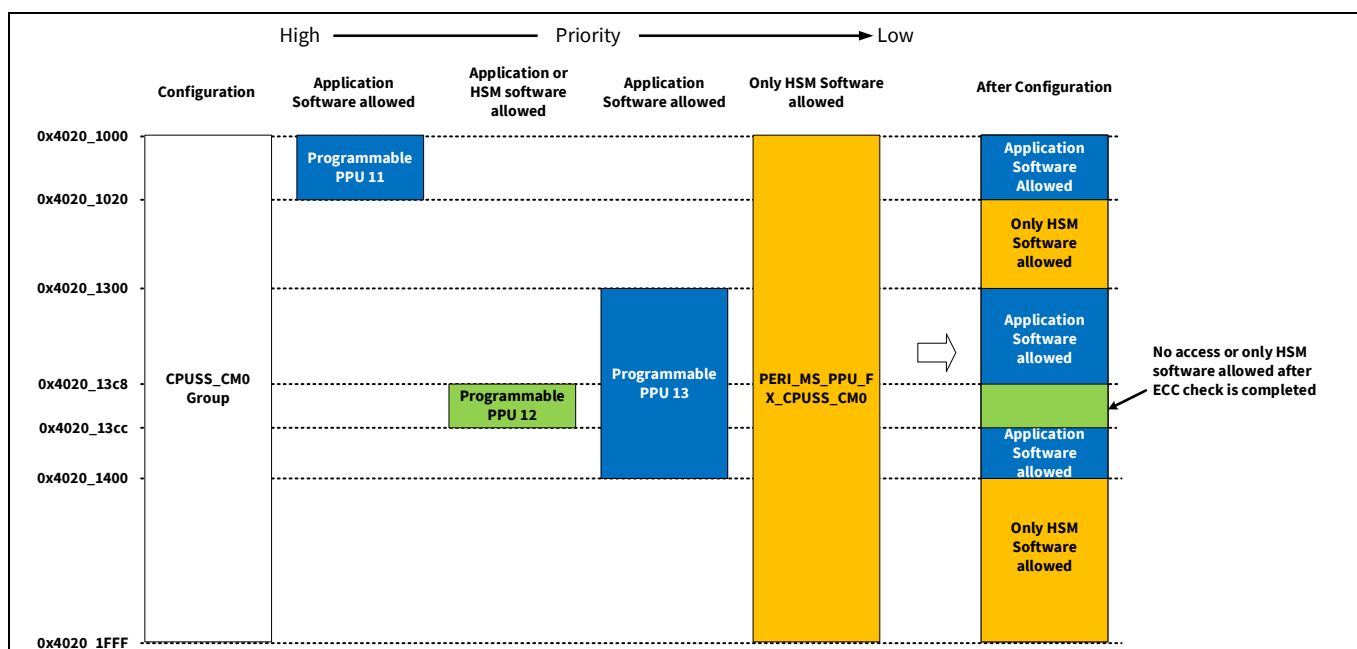 High Priority Low
Configuration
Application
Software allowed
Application or
HSM software
allowed
Application
Software allowed
Only HSM Software
allowed
After Configuration
0x4020_1000
0x4020_1020
0x4020_1300
0x4020_13c8
0x4020_13cc
0x4020_1400
0x4020_1FFF
CPUSS_CM0
Group
Programmable
PPU 11
Programmable
PPU 12
Programmable
PPU 13
PERI_MS_PPU_F
X_CPUSS_CM0
Application
Software
Allowed
Only HSM
Software
allowed
Application
Software
allowed
Application
Software
allowed
Only HSM
Software
allowed
No access or only HSM
software allowed after
ECC check is completed